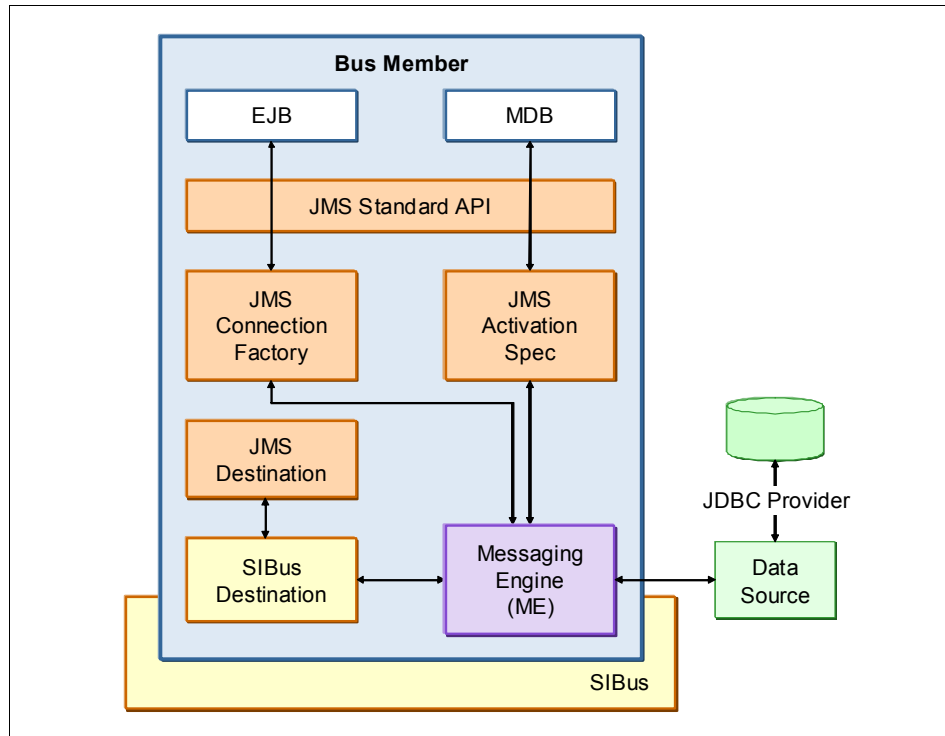 Bus Member
EJB
MDB
JMS Standard API
JMS
Connection
Factory
JMS
Activation
Spec
JMS
Destination
JDBC Provider
SIBus
Destination
Messaging
Engine
(ME)
Data
Source
SIBus